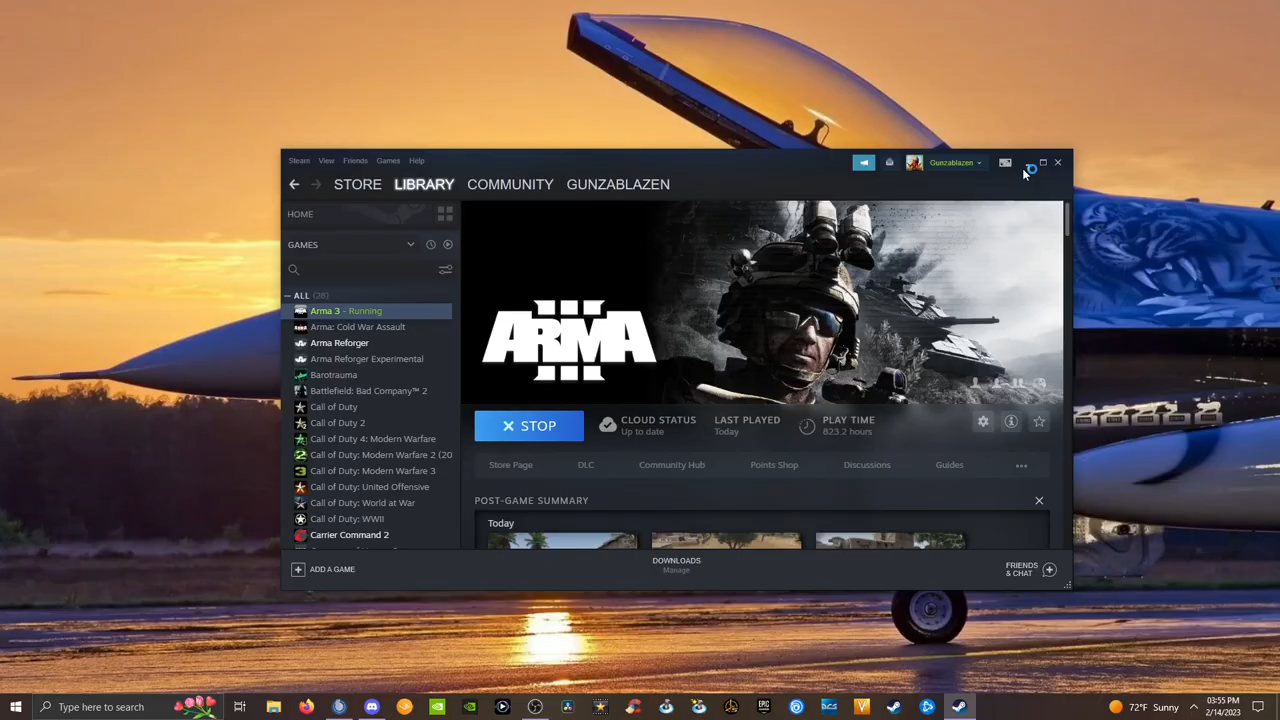 Steam View Friends Games Help
Gunzablazen
STORE LIBRARY COMMUNITY GUNZABLAZEN
HOME
GAMES
ALL (28)
Arma 3 - Running
Arma: Cold War Assault
Arma Reforger
Arma Reforger Experimental
Barotrauma
Battlefield: Bad Company™ 2
Call of Duty
Call of Duty 2
Call of Duty 4: Modern Warfare
Call of Duty: Modern Warfare 2 (20
Call of Duty: Modern Warfare 3
Call of Duty: United Offensive
Call of Duty: World at War
Call of Duty: WWII
Carrier Command 2
ARMA
III
STOP
CLOUD STATUS
Up to date
LAST PLAYED
Today
PLAY TIME
823.2 hours
Store Page DLC Community Hub Points Shop Discussions Guides
POST-GAME SUMMARY
Today
ADD A GAME
DOWNLOADS
Manage
FRIENDS
& CHAT
Type here to search
EPIC
DCS
72°F Sunny
03:55 PM
2/14/2023